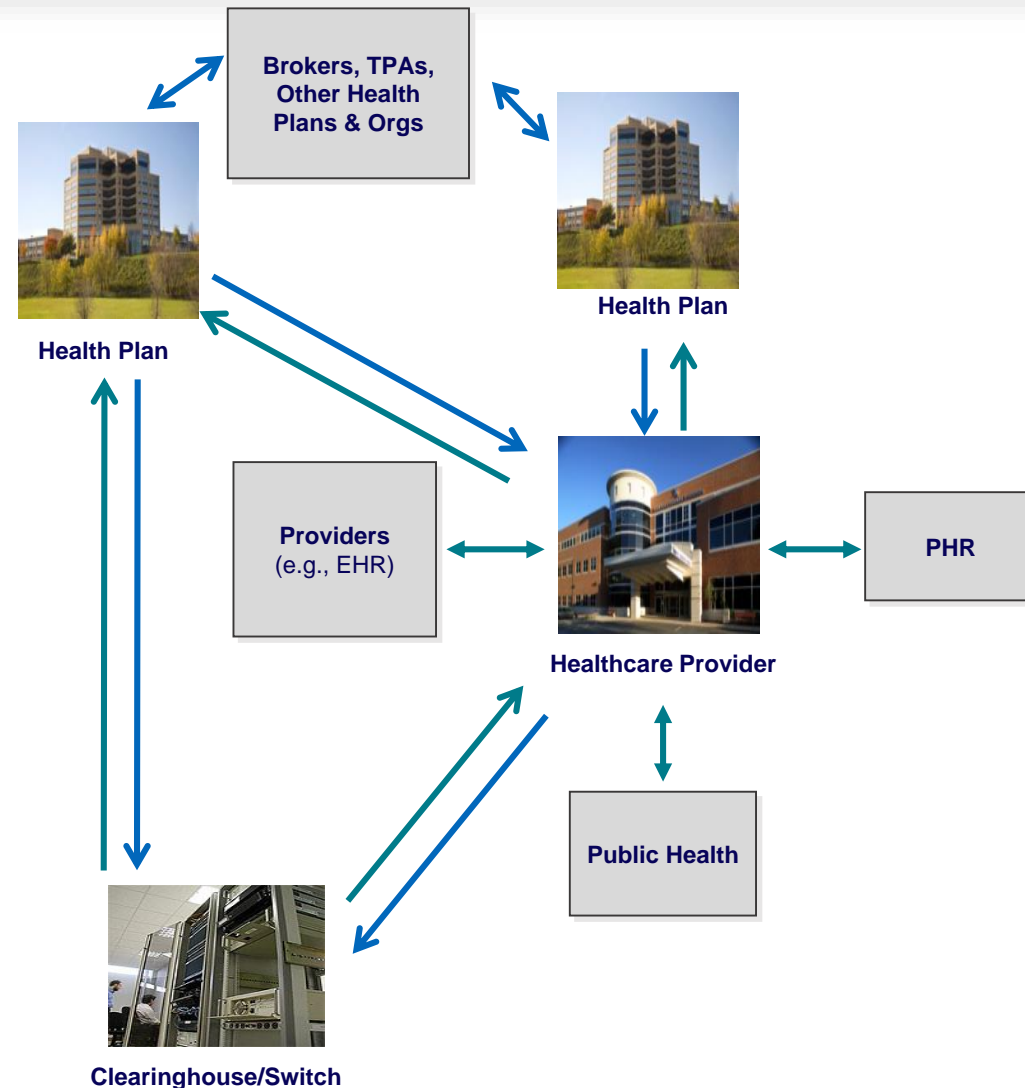 Brokers, TPAs,
Other Health
Plans & Orgs
Health Plan
Health Plan
Providers
(e.g., EHR)
PHR
Healthcare Provider
Public Health
Clearinghouse/Switch